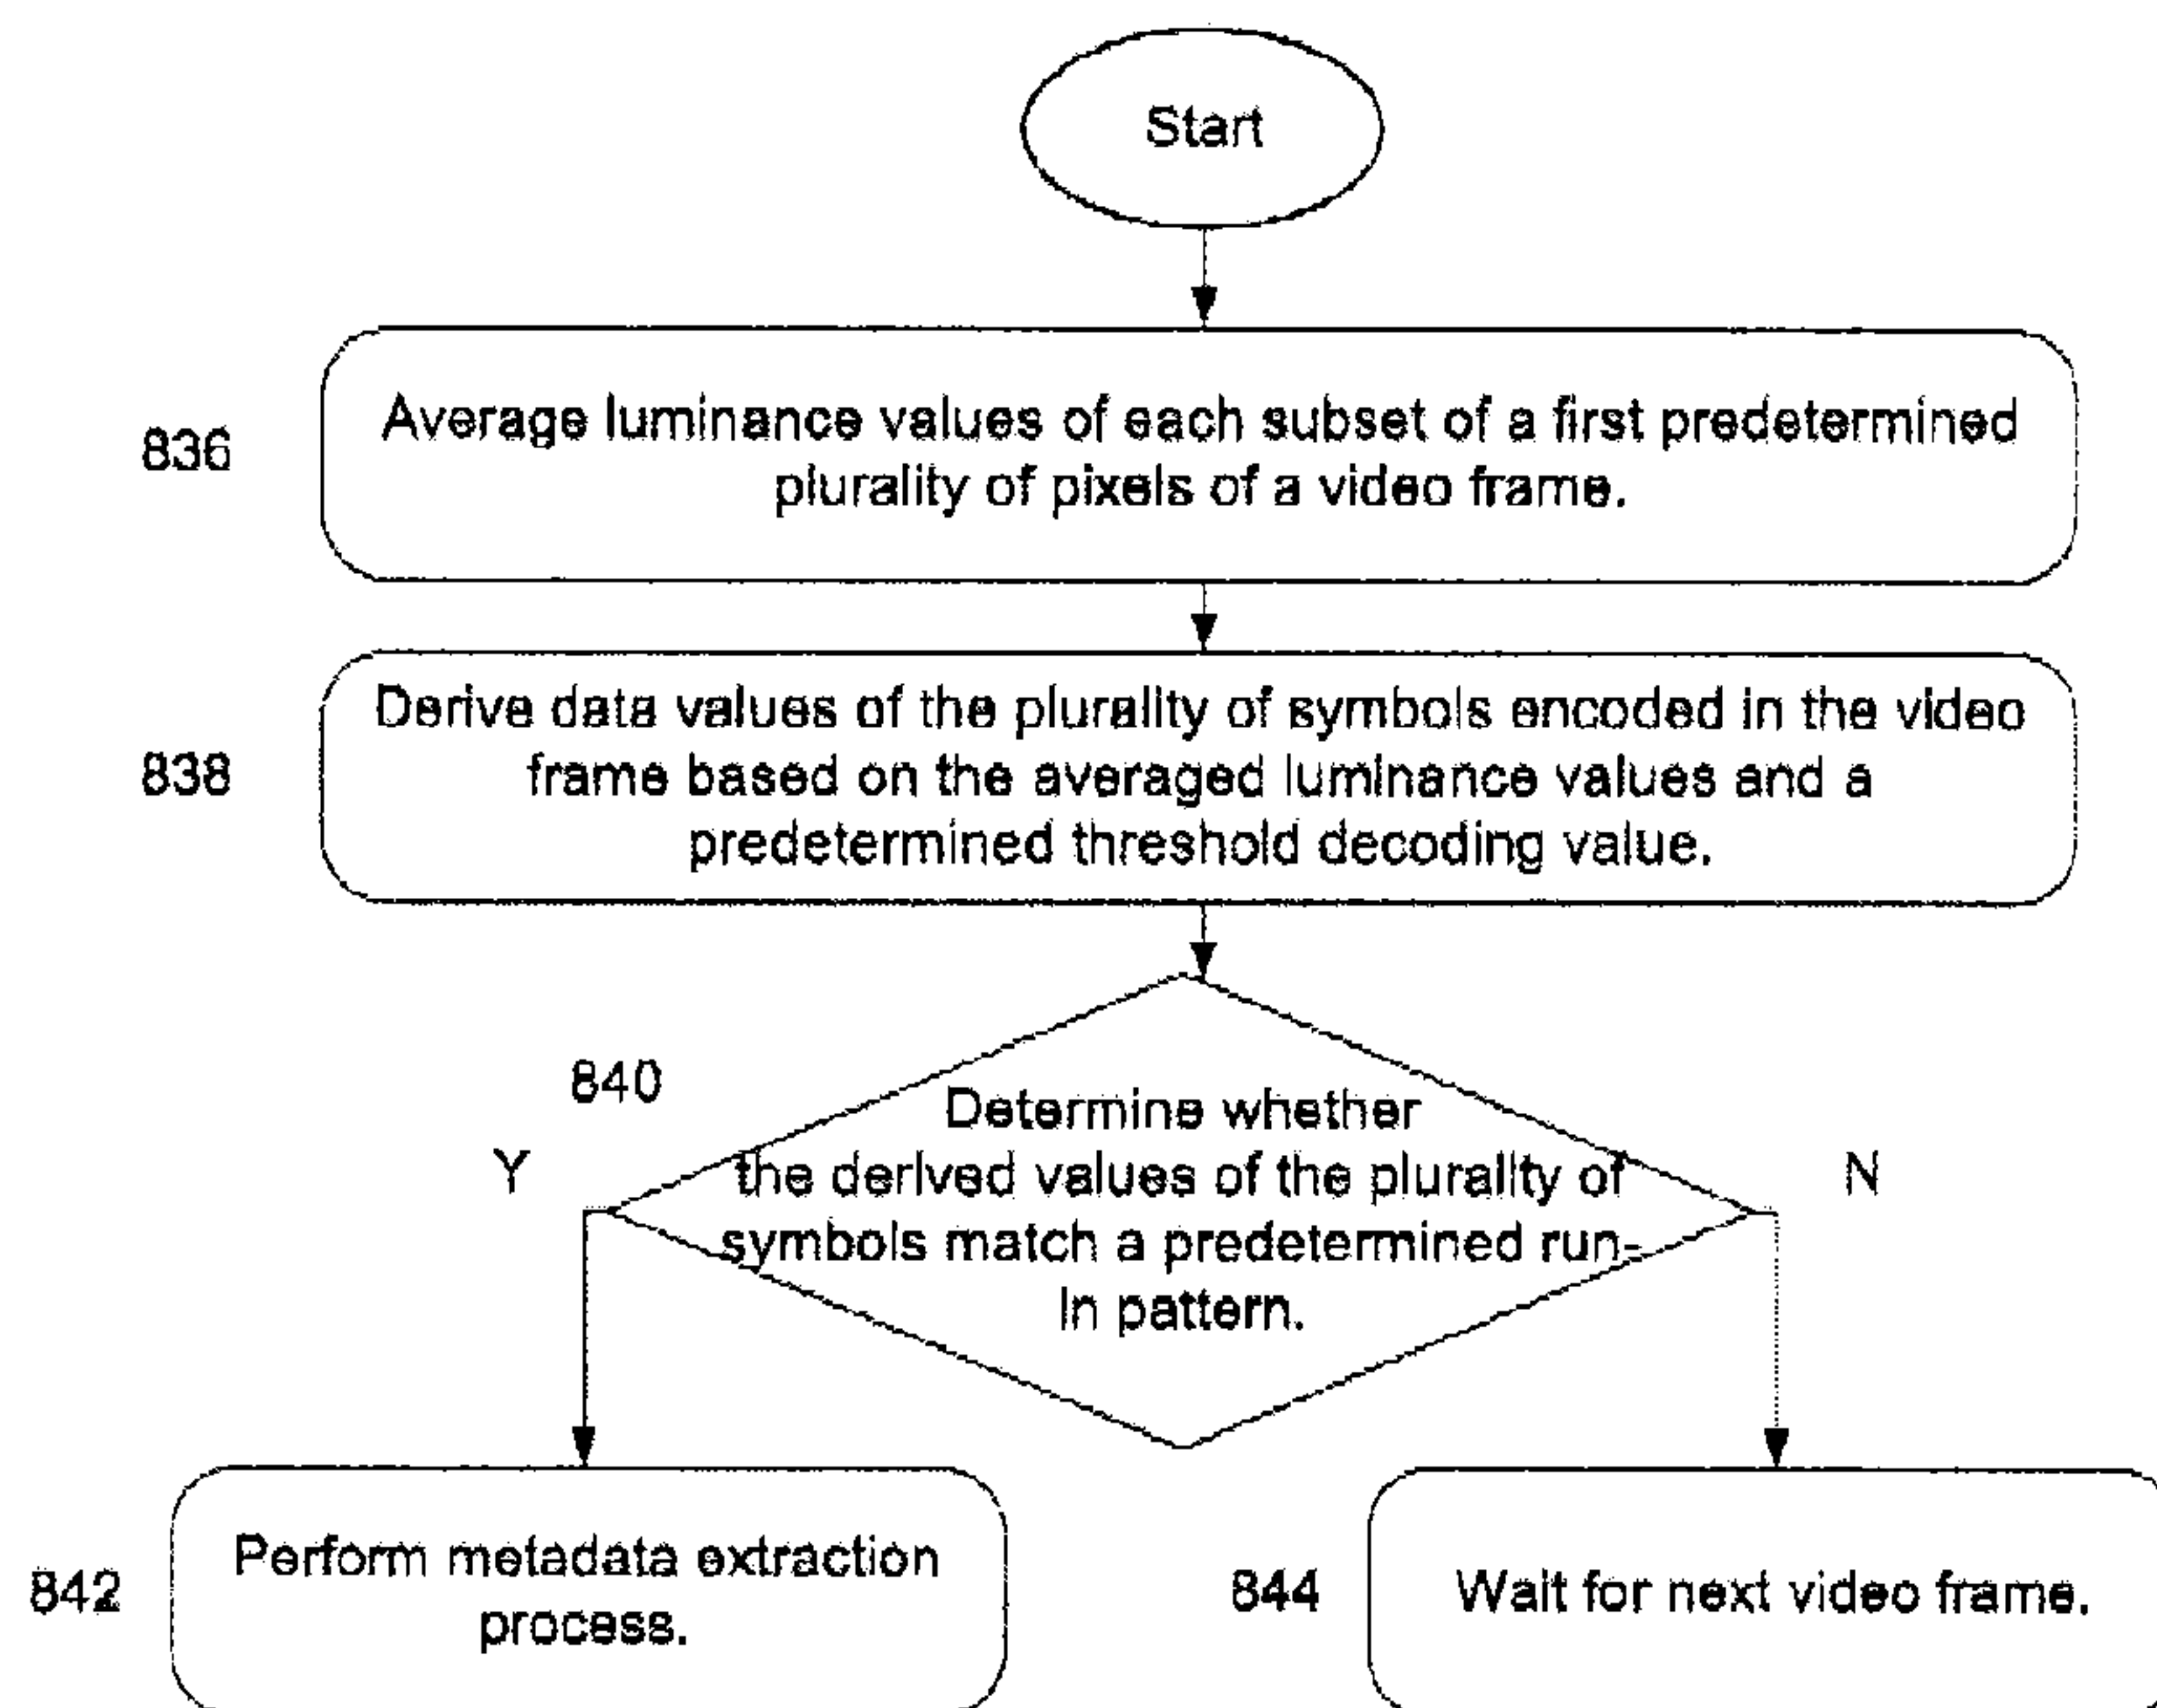 Start
836
Average luminance values of each subset of a first predetermined
plurality of pixels of a video frame.
838
Derive data values of the plurality of symbols encoded in the video
frame based on the averaged luminance values and a
predetermined threshold decoding value.
840
Determine whether
the derived values of the plurality of
symbols match a predetermined run-
in pattern.
Y
N
842
Perform metadata extraction
process.
844
Wait for next video frame.